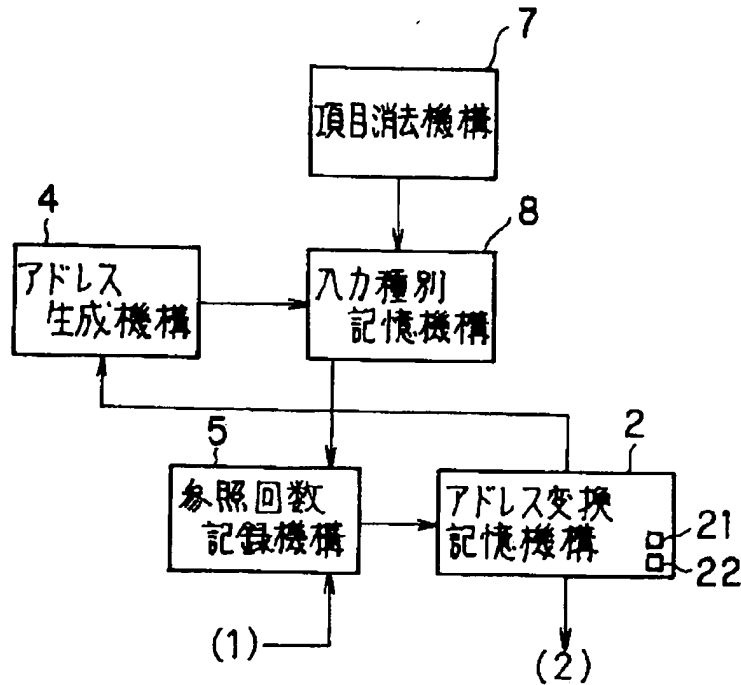 7
項目消去機構
4
8
アドレス
生成機構
入力種別
記憶機構
5
2
参照回数
記録機構
アドレス変換
記憶機構
21
22
(1)
(2)